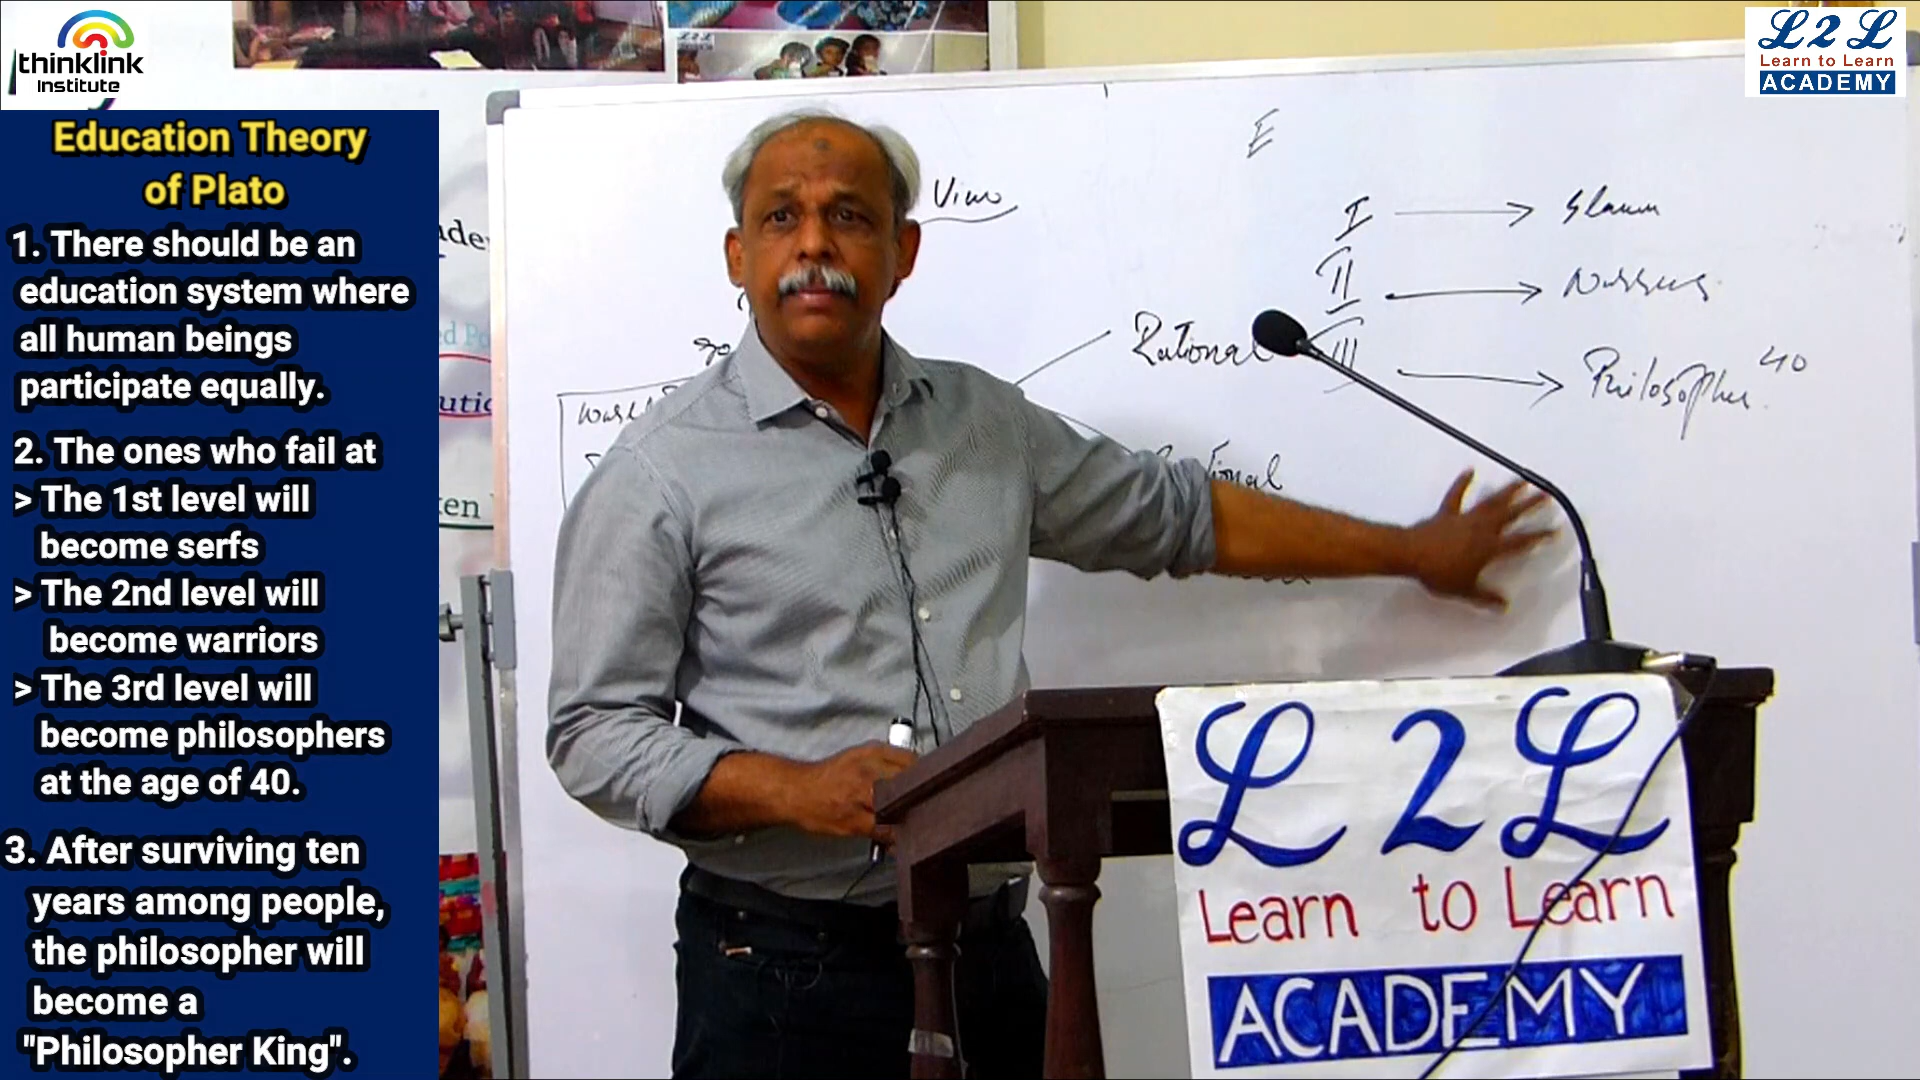 thinklink
institute
Education Theory
of Plato
1. There should be an
education system where
all human beings
participate equally.
2. The ones who fail at
> The 1st level will
become serfs
> The 2nd level will
become warriors
> The 3rd level will
become philosophers
at the age of 40.
3. After surviving ten
years among people,
the philosopher will
become a
"Philosopher King".
L2L
Learn to Learn
ACADEMY
E
I
II
III
Rational
Philosopher 40
L2L
Learn to Learn
ACADEMY